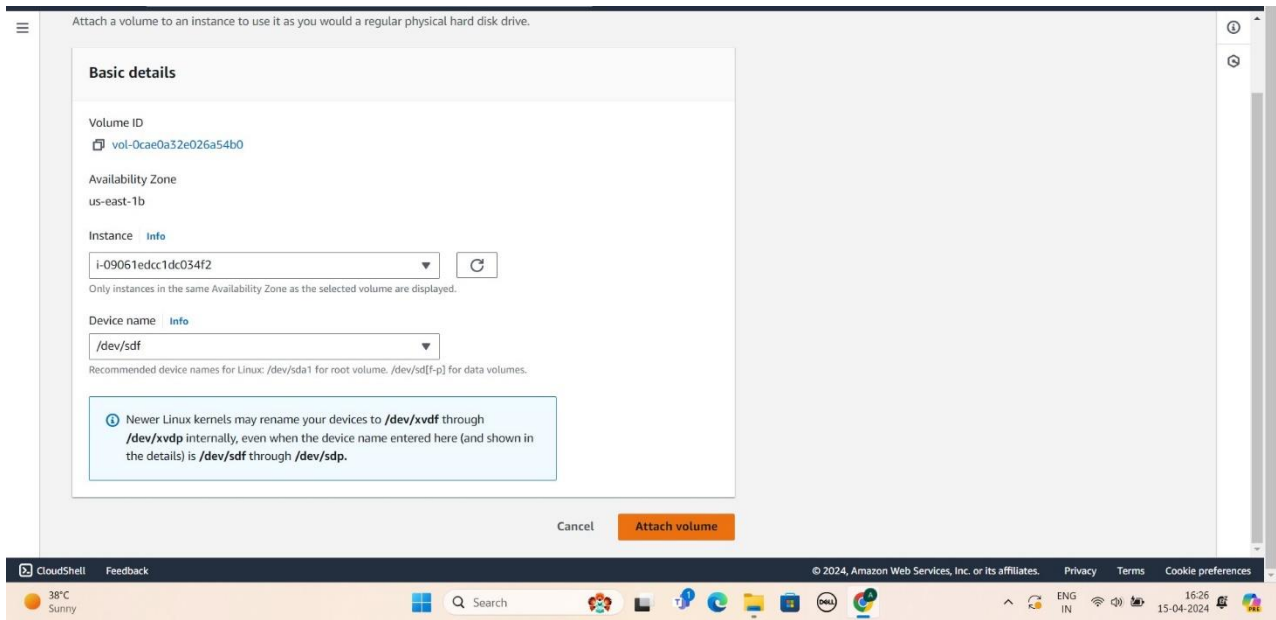 Attach a volume to an instance to use it as you would a regular physical hard disk drive.
Basic details
Volume ID
vol-0cae0a32e026a54b0
Availability Zone
us-east-1b
Instance Info
i-09061edcc1dc034f2
Only instances in the same Availability Zone as the selected volume are displayed.
Device name Info
/dev/sdf
Recommended device names for Linux: /dev/sda1 for root volume. /dev/sd[f-p] for data volumes.
Newer Linux kernels may rename your devices to /dev/xvdf through
/dev/xvdp internally, even when the device name entered here (and shown in
the details) is /dev/sdf through /dev/sdp.
Cancel Attach volume
CloudShell Feedback © 2024, Amazon Web Services, Inc. or its affiliates. Privacy Terms Cookie preferences
38°C
Sunny
Search
DELL
ENG
IN
16:26
15-04-2024
PRE